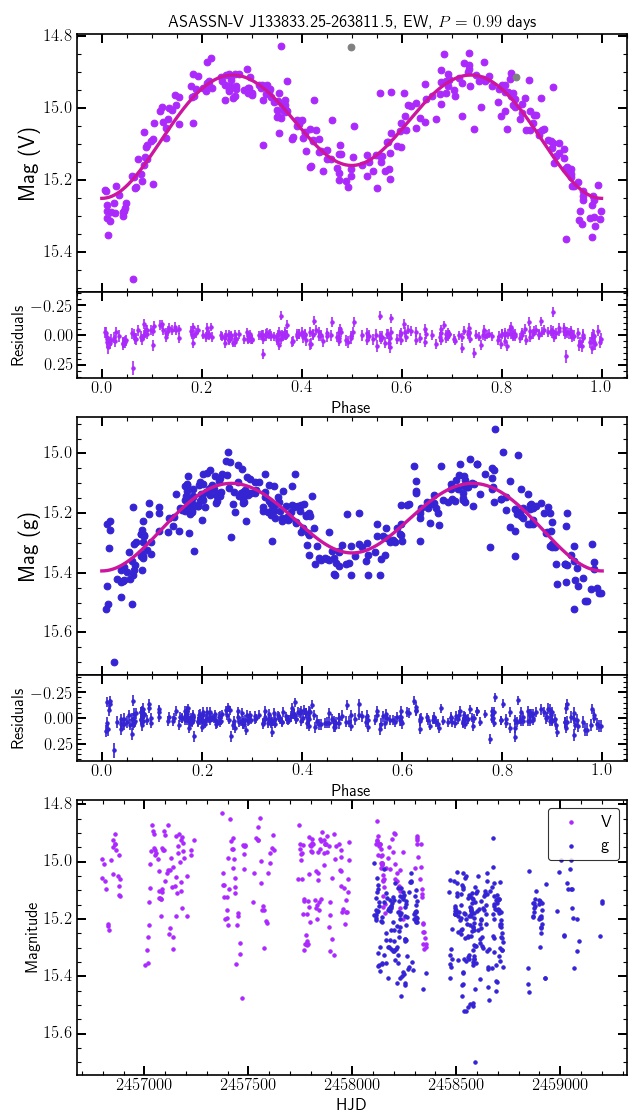 ASASSN-V J133833.25-263811.5, EW, P = 0.99 days
14.8
15.0
15.2
15.4
Mag (V)
−0.25
0.00
0.25
Residuals
0.0 0.2 0.4 0.6 0.8 1.0
Phase
15.0
15.2
15.4
15.6
Mag (g)
−0.25
0.00
0.25
Residuals
0.0 0.2 0.4 0.6 0.8 1.0
Phase
14.8
15.0
15.2
15.4
15.6
Magnitude
V
g
2457000 2457500 2458000 2458500 2459000
HJD